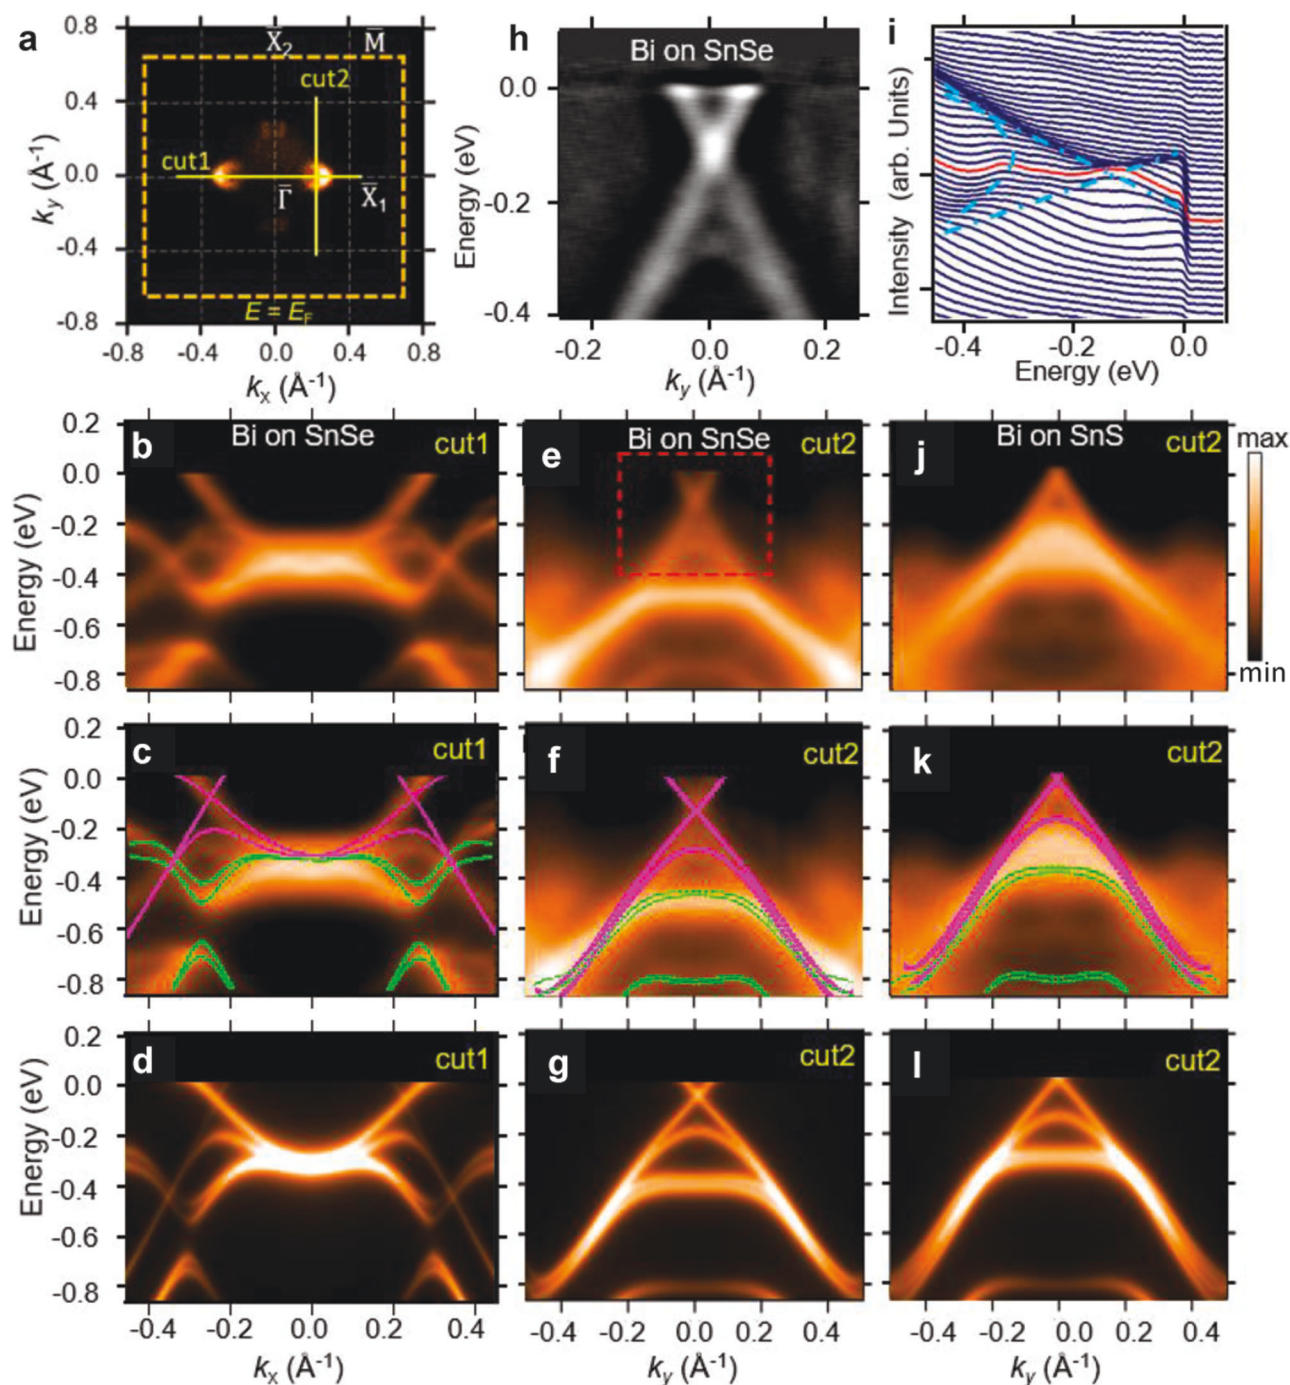 a
0.8
0.4
0.0
-0.4
-0.8
ky (Å⁻¹)
X̄₂
M̄
cut2
cut1
Γ̄
X̄₁
E = EF
-0.8 -0.4 0.0 0.4 0.8
kx (Å⁻¹)
h
Bi on SnSe
0.0
-0.2
-0.4
Energy (eV)
-0.2 0.0 0.2
ky (Å⁻¹)
i
Intensity (arb. Units)
-0.4 -0.2 0.0
Energy (eV)
b
Bi on SnSe
cut1
0.2
0.0
-0.2
-0.4
-0.6
-0.8
Energy (eV)
e
Bi on SnSe
cut2
j
Bi on SnS
cut2
max
min
c
cut1
0.2
0.0
-0.2
-0.4
-0.6
-0.8
Energy (eV)
f
cut2
k
cut2
d
cut1
0.2
0.0
-0.2
-0.4
-0.6
-0.8
Energy (eV)
-0.4 -0.2 0.0 0.2 0.4
kx (Å⁻¹)
g
cut2
-0.4 -0.2 0.0 0.2 0.4
ky (Å⁻¹)
l
cut2
-0.4 -0.2 0.0 0.2 0.4
ky (Å⁻¹)